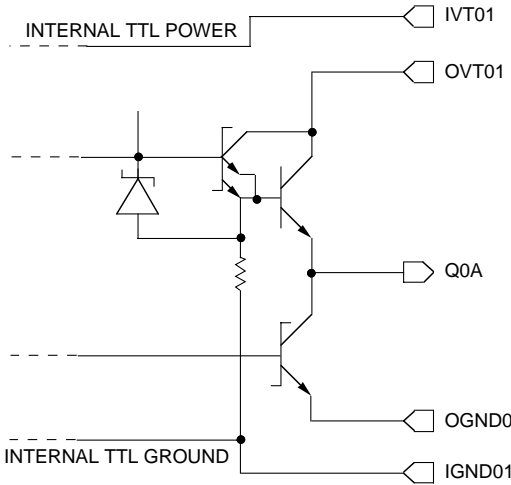 IVT01
INTERNAL TTL POWER
OVT01
Q0A
OGND0
INTERNAL TTL GROUND
IGND01